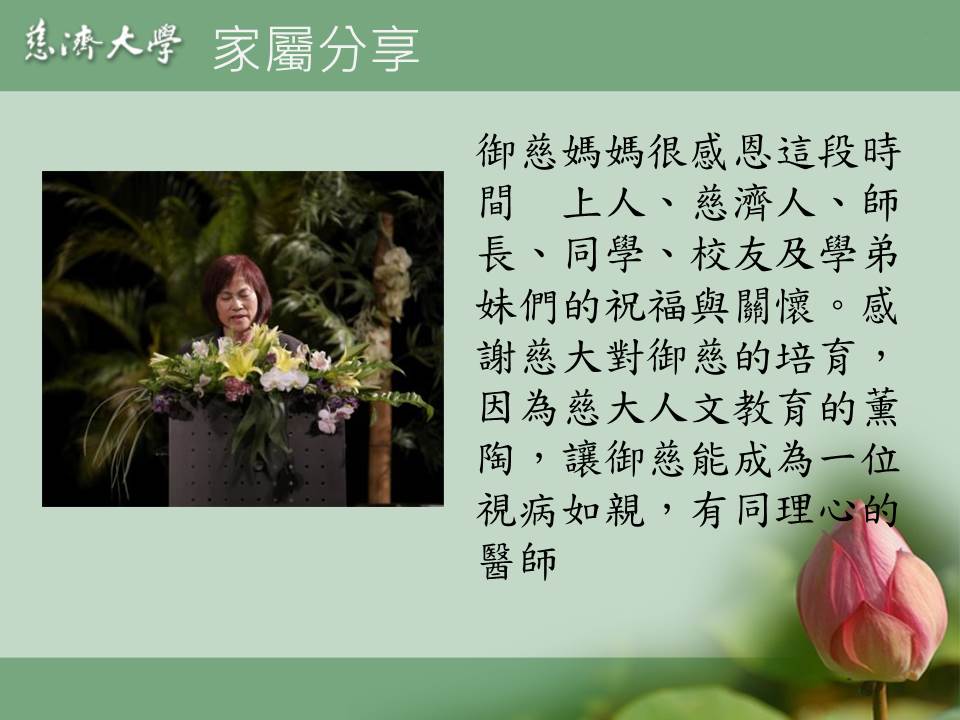 慈濟大學 家屬分享
御慈媽媽很感恩這段時
間　上人、慈濟人、師
長、同學、校友及學弟
妹們的祝福與關懷。感
謝慈大對御慈的培育，
因為慈大人文教育的薰
陶，讓御慈能成為一位
視病如親，有同理心的
醫師